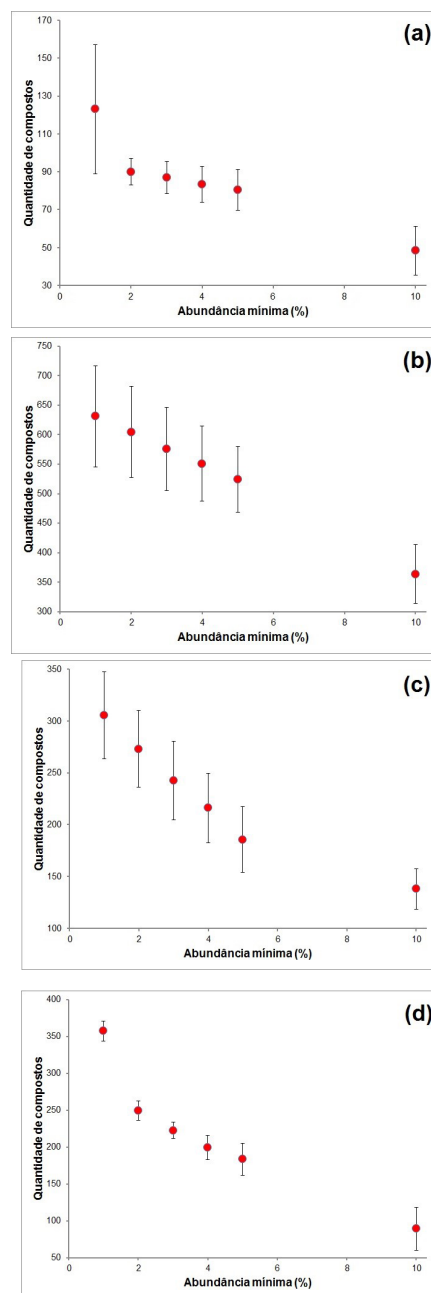 (a)
170
150
130
110
90
70
50
30
0 2 4 6 8 10
Quantidade de compostos
Abundância mínima (%)
(b)
750
700
650
600
550
500
450
400
350
300
0 2 4 6 8 10
Quantidade de compostos
Abundância mínima (%)
(c)
350
300
250
200
150
100
0 2 4 6 8 10
Quantidade de compostos
Abundância mínima (%)
(d)
400
350
300
250
200
150
100
50
0 2 4 6 8 10
Quantidade de compostos
Abundância mínima (%)